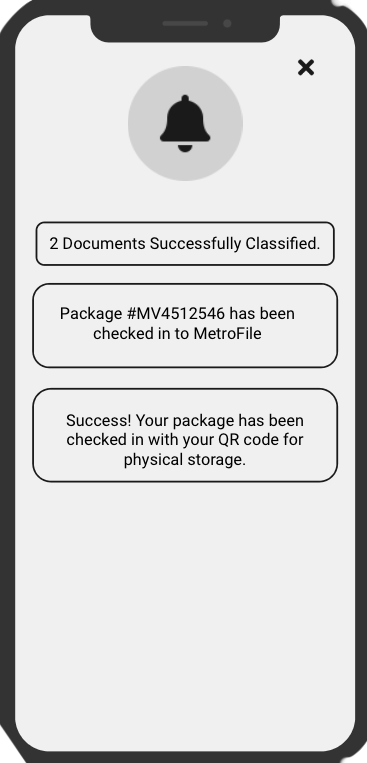 2 Documents Successfully Classified.
Package #MV4512546 has been
checked in to MetroFile
Success! Your package has been
checked in with your QR code for
physical storage.